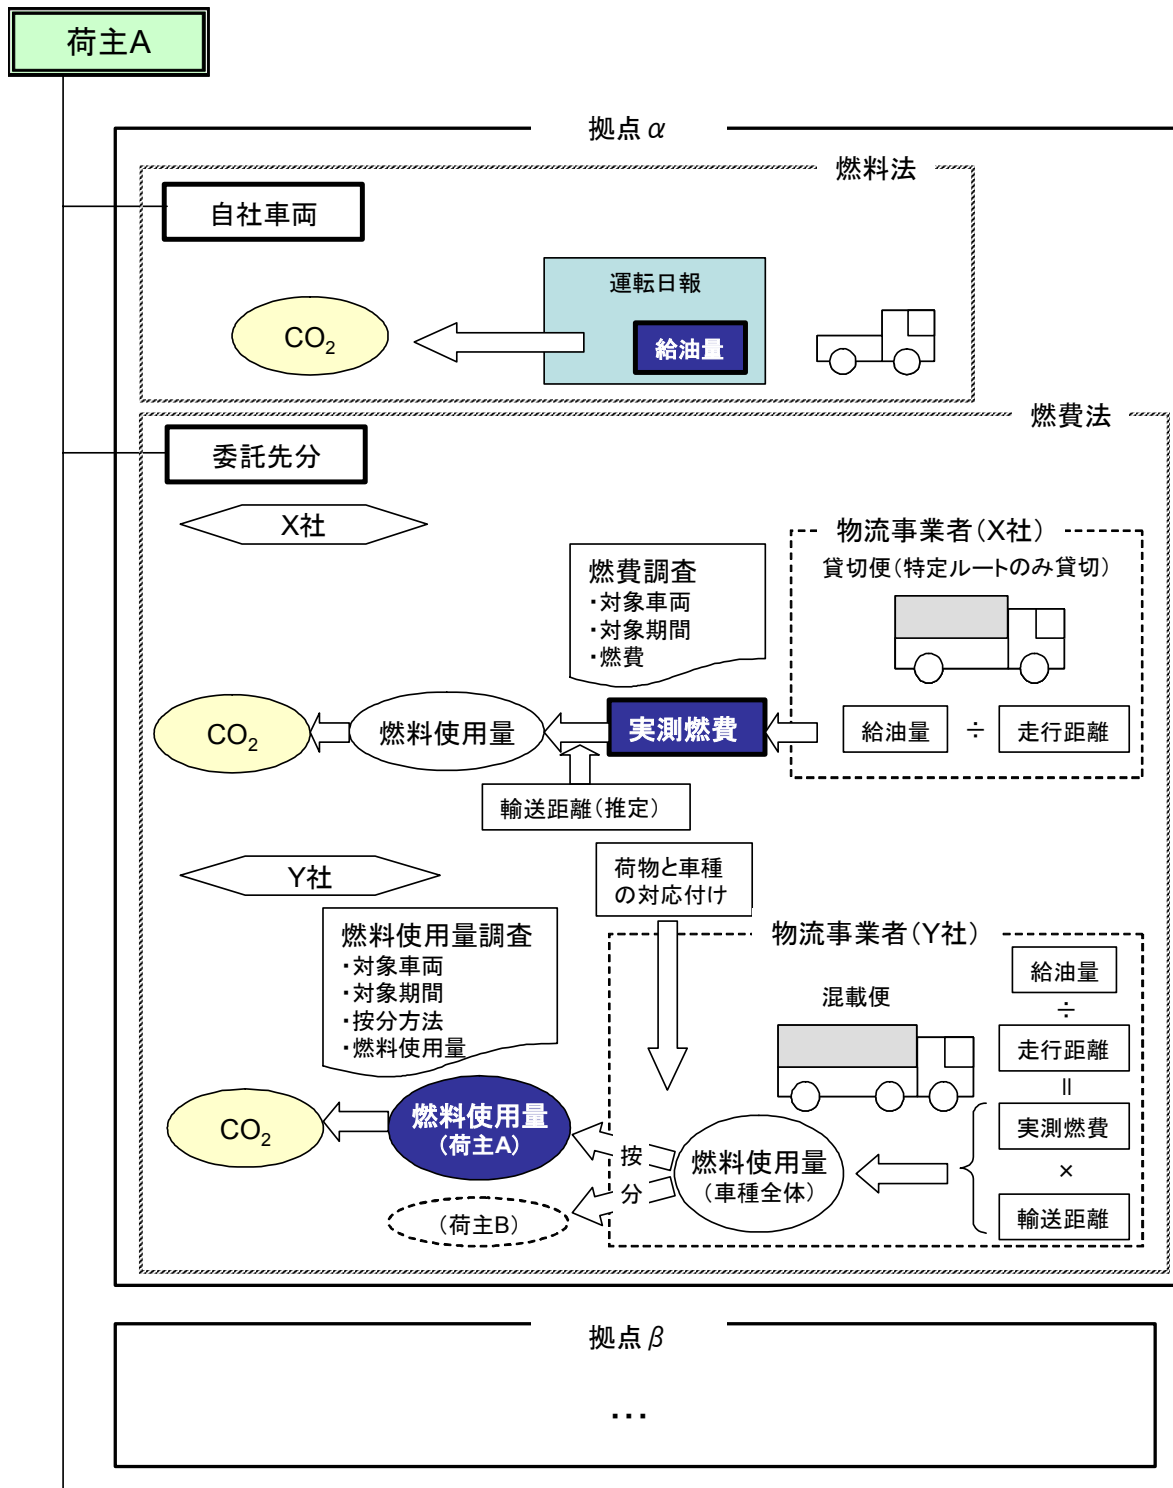 荷主A
拠点α
燃料法
自社車両
運転日報
給油量
CO2
燃費法
委託先分
X社
物流事業者(X社)
貸切便(特定ルートのみ貸切)
燃費調査
・対象車両
・対象期間
・燃費
CO2
燃料使用量
実測燃費
給油量 ÷ 走行距離
輸送距離(推定)
Y社
荷物と車種
の対応付け
燃料使用量調査
・対象車両
・対象期間
・按分方法
・燃料使用量
物流事業者(Y社)
混載便
給油量
÷
走行距離
=
実測燃費
×
輸送距離
CO2
燃料使用量
(荷主A)
按
分
燃料使用量
(車種全体)
(荷主B)
拠点β
…